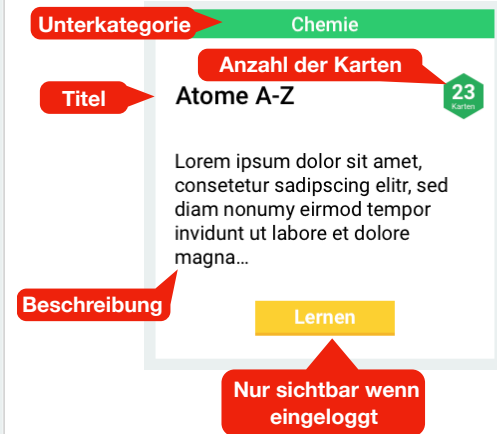 Unterkategorie
Chemie
Anzahl der Karten
Titel
Atome A-Z
23
Karten
Lorem ipsum dolor sit amet,
consetetur sadipscing elitr, sed
diam nonumy eirmod tempor
invidunt ut labore et dolore
magna...
Beschreibung
Lernen
Nur sichtbar wenn
eingeloggt